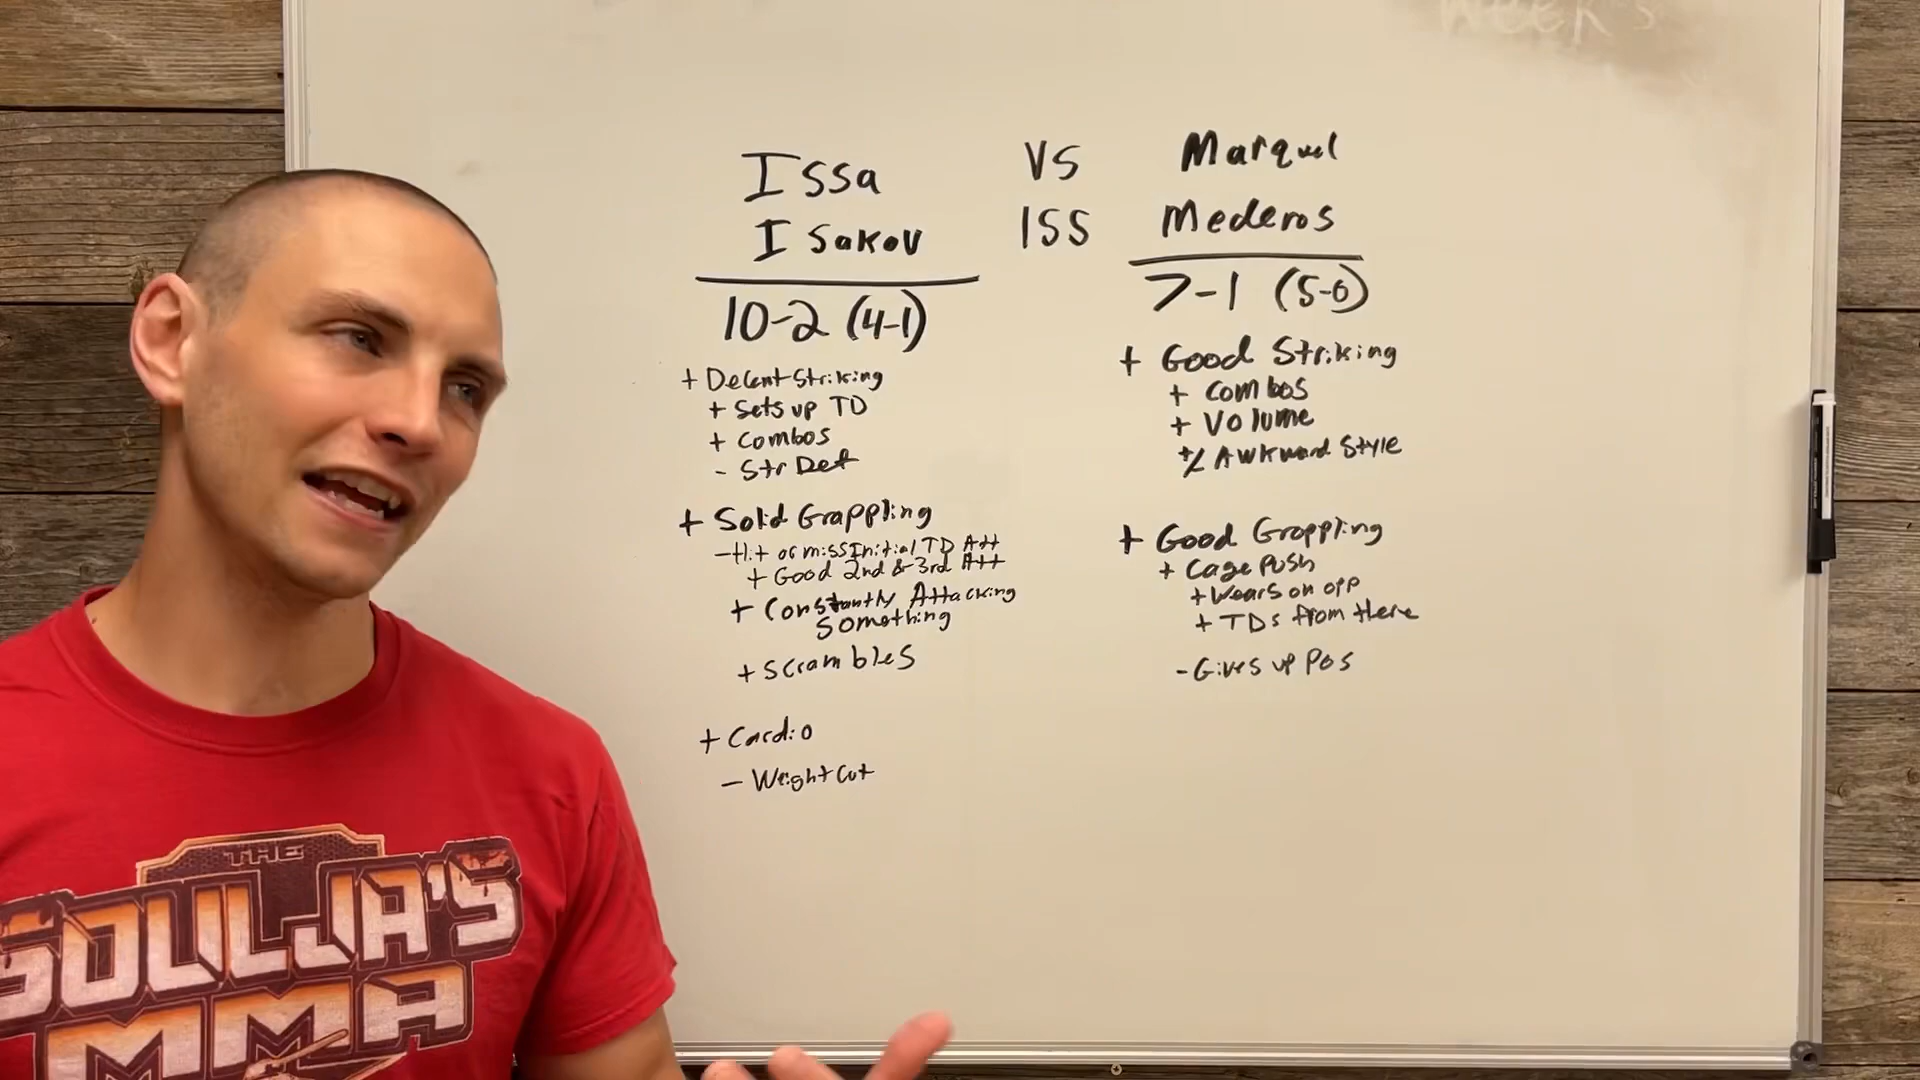 WEEK'S
Issa
Isakov
10-2 (4-1)
+ Decent Striking
+ Sets up TD
+ Combos
- Str Def
+ Solid Grappling
- Hit or miss Initial TD Att
+ Good 2nd & 3rd Att
+ Constantly Attacking
Something
+ Scrambles
+ Cardio
- Weight Cut
VS
155
Marquel
Mederos
7-1 (5-0)
+ Good Striking
+ Combos
+ Volume
+/- Awkward Style
+ Good Grappling
+ Cage Push
+ Wears on opp
+ TDs from there
- Gives up Pos
THE
SOULJA'S
MMA